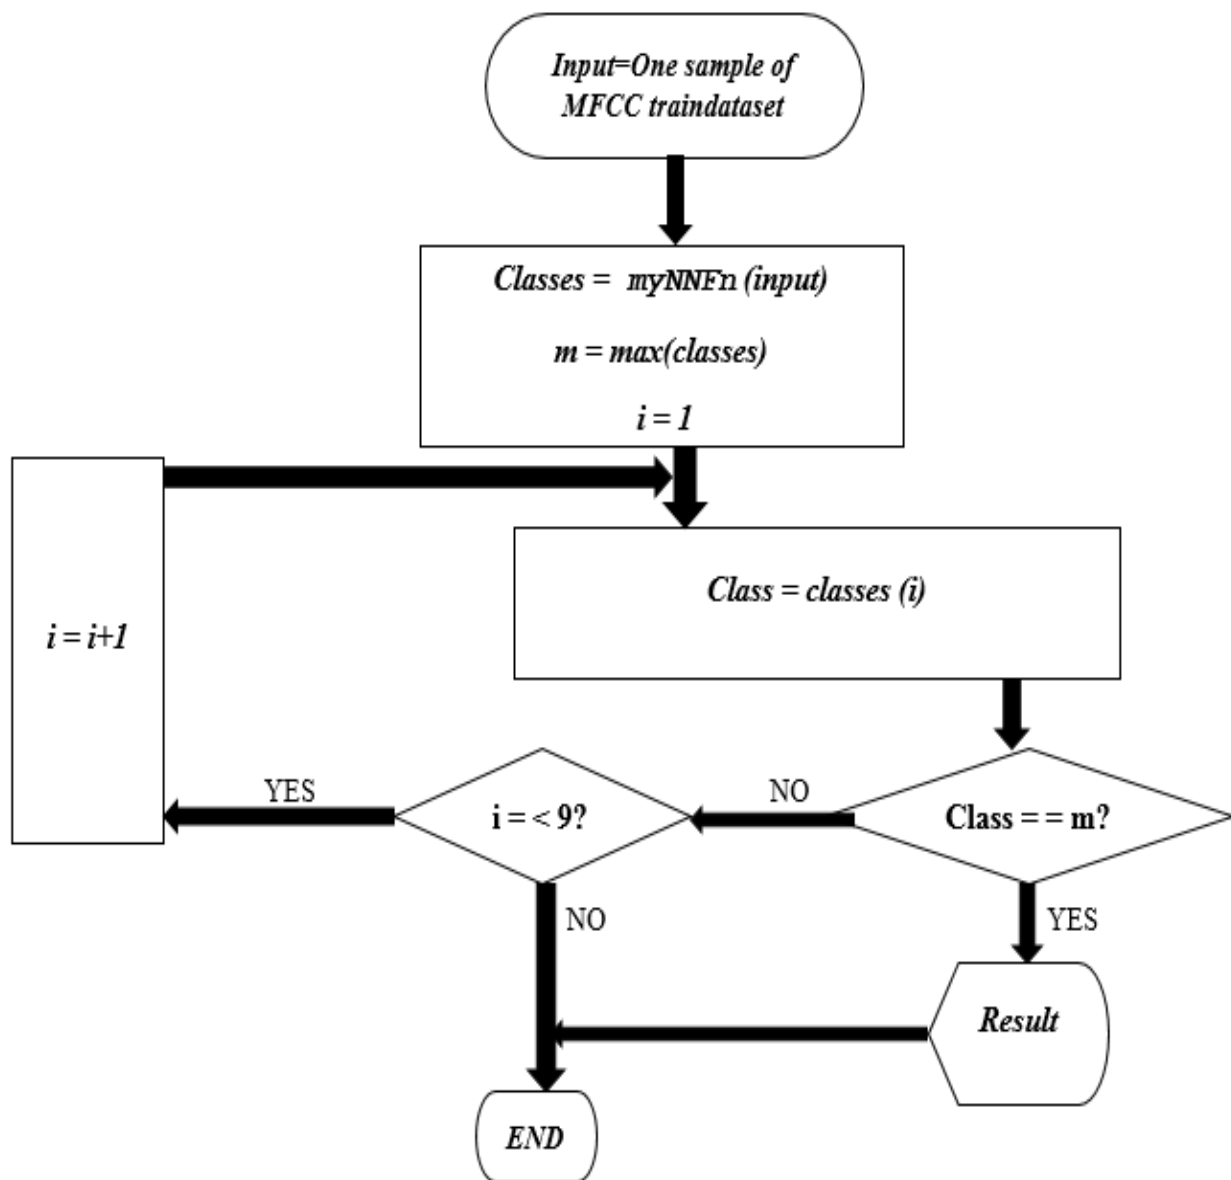 Input=One sample of
MFCC traindataset
Classes = myNNFn (input)
m = max(classes)
i = 1
Class = classes (i)
i = i+1
YES
i = < 9?
NO
Class = = m?
NO
YES
Result
END